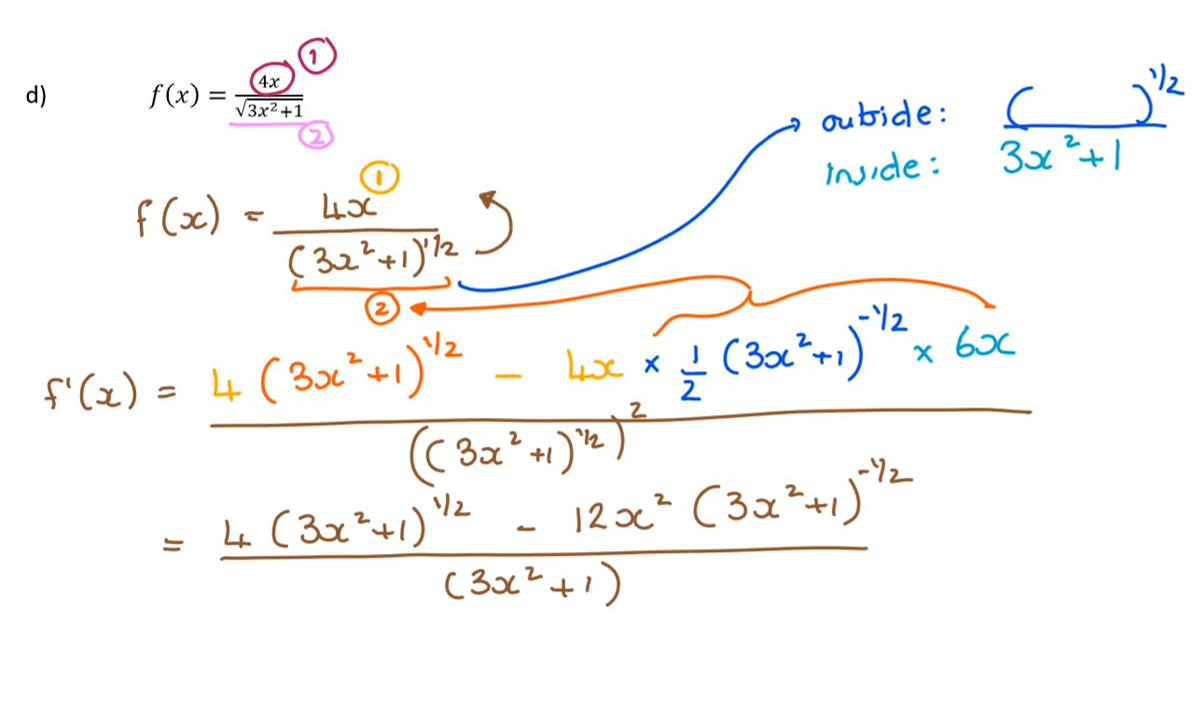 d) f(x) = 4x / √3x²+1
①
②
outside: ( )^1/2
inside: 3x²+1
f(x) = 4x / (3x²+1)^1/2
①
②
f'(x) = 4(3x²+1)^1/2 - 4x × 1/2 (3x²+1)^-1/2 × 6x / ((3x²+1)^1/2)^2
= 4(3x²+1)^1/2 - 12x² (3x²+1)^-1/2 / (3x²+1)